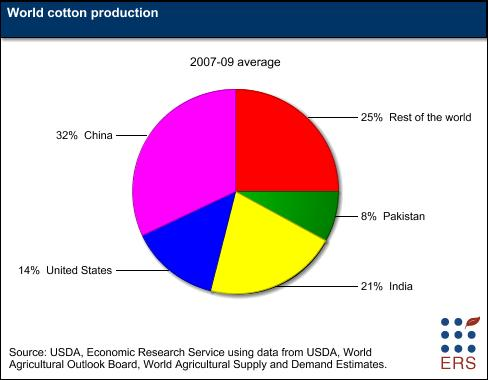 World cotton production
2007-09 average
25% Rest of the world
32% China
8% Pakistan
14% United States
21% India
Source: USDA, Economic Research Service using data from USDA, World
Agricultural Outlook Board, World Agricultural Supply and Demand Estimates.
ERS